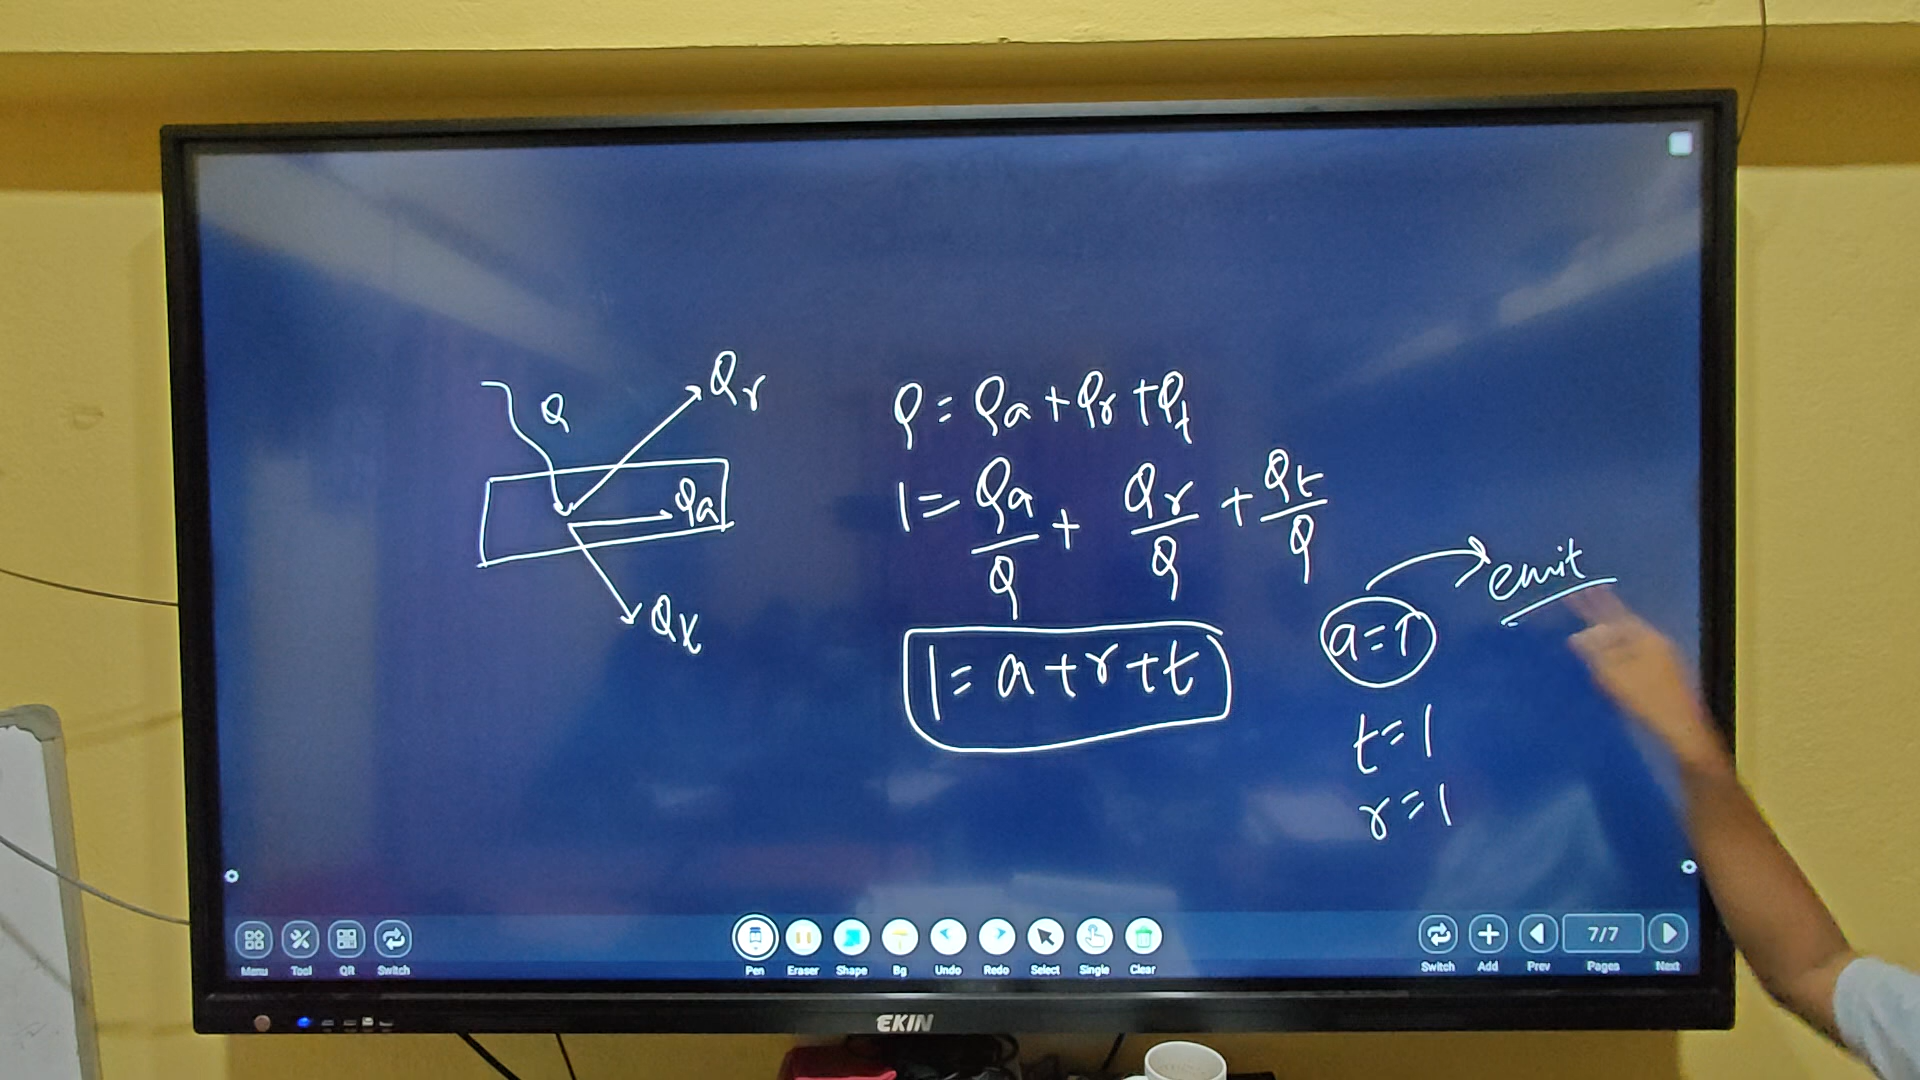 Q
Qr
Qa
Qt
Q = Qa + Qr + Qt
1 = Qa/Q + Qr/Q + Qt/Q
1 = a + r + t
a = 1
emit
t = 1
r = 1
Menu Tool QR Switch
Pen Eraser Shape Bg Undo Redo Select Single Clear
7/7
Switch Add Prev Pages Next
EKIN